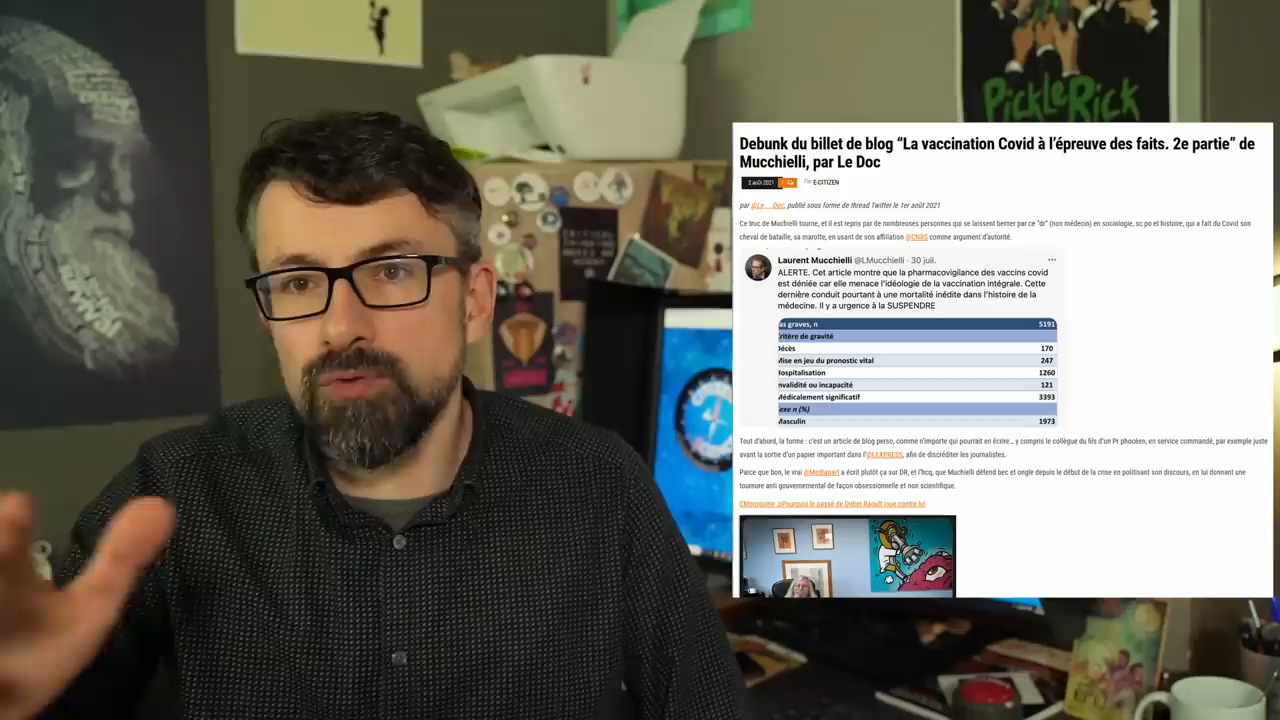 PickleRick
Debunk du billet de blog “La vaccination Covid à l’épreuve des faits. 2e partie” de
Mucchielli, par Le Doc
2 août 2021
Par E-CITIZEN
par @Le__Doc, publié sous forme de thread Twitter le 1er août 2021
Ce truc de Muchielli tourne, et il est repris par de nombreuses personnes qui se laissent berner par ce “dr” (non médecin) en sociologie, sc po et histoire, qui a fait du Covid son
cheval de bataille, sa marotte, en usant de son affiliation @CNRS comme argument d’autorité.
Laurent Mucchielli @LMucchielli · 30 juil.
ALERTE. Cet article montre que la pharmacovigilance des vaccins covid
est déniée car elle menace l'idéologie de la vaccination intégrale. Cette
dernière conduit pourtant à une mortalité inédite dans l'histoire de la
médecine. Il y a urgence à la SUSPENDRE
as graves, n 5191
ritère de gravité
Décès 170
Mise en jeu du pronostic vital 247
Hospitalisation 1260
nvalidité ou incapacité 121
Médicalement significatif 3393
exe n (%)
Masculin 1973
Tout d’abord, la forme : c’est un article de blog perso, comme n’importe qui pourrait en écrire… y compris le collègue du fils d’un Pr phocéen, en service commandé, par exemple juste
avant la sortie d’un papier important dans l’@LEXPRESS, afin de discréditer les journalistes.
Parce que bon, le vrai @Mediapart a écrit plutôt ça sur DR, et l’hcq, que Muchielli défend bec et ongle depuis le début de la crise en politisant son discours, en lui donnant une
tournure anti gouvernemental de façon obsessionnelle et non scientifique.
Chloroquine :pPourquoi le passé de Didier Raoult joue contre lui